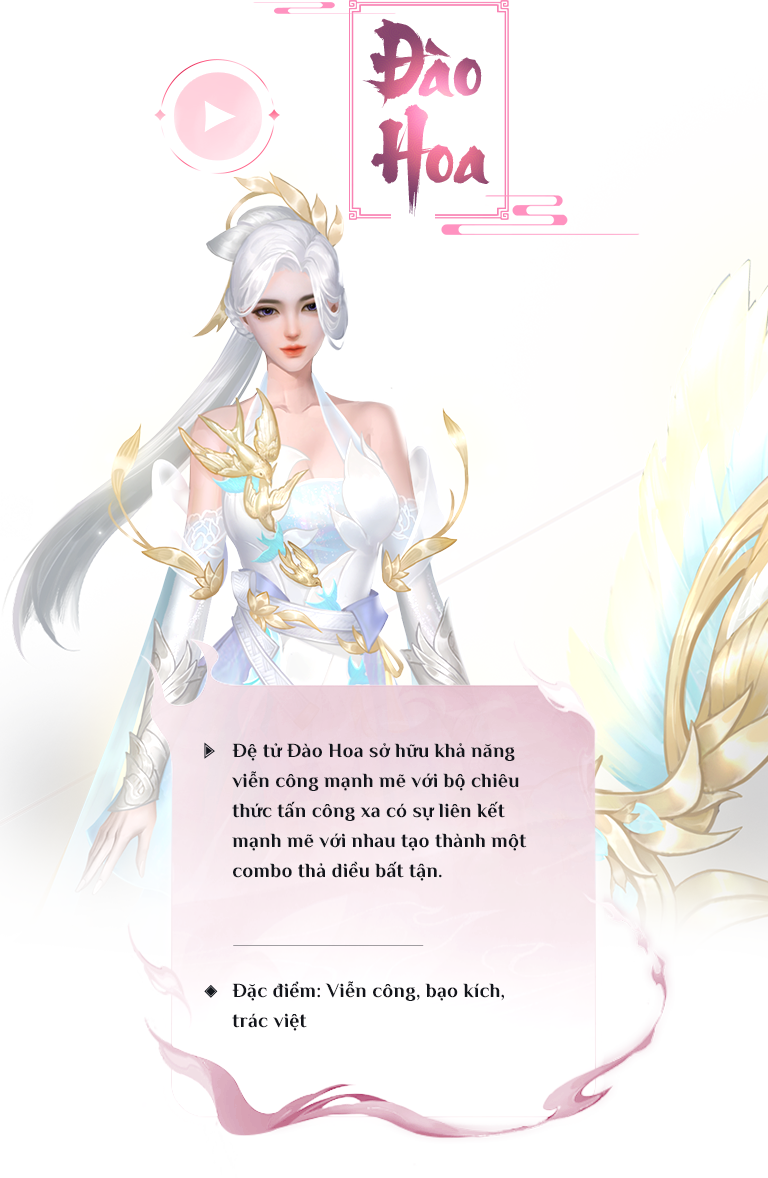 Đào
Hoa
Đệ tử Đào Hoa sở hữu khả năng
viễn công mạnh mẽ với bộ chiêu
thức tấn công xa có sự liên kết
mạnh mẽ với nhau tạo thành một
combo thả diều bất tận.
Đặc điểm: Viễn công, bạo kích,
trác việt